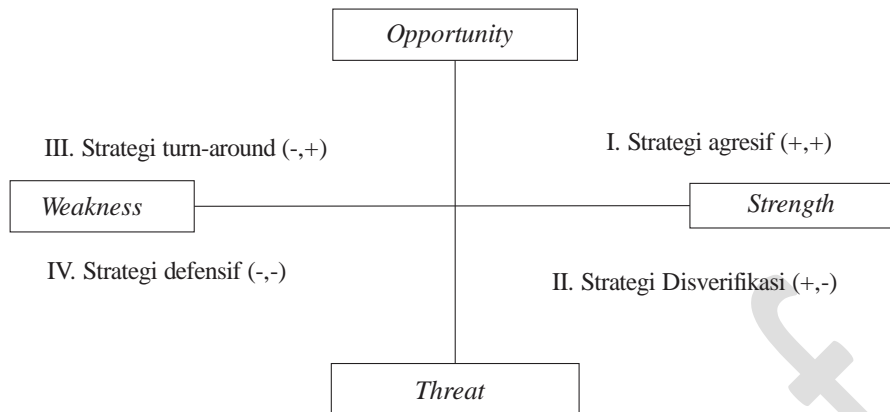 Opportunity
III. Strategi turn-around (-,+)
I. Strategi agresif (+,+)
Weakness
Strength
IV. Strategi defensif (-,-)
II. Strategi Disverifikasi (+,-)
Threat